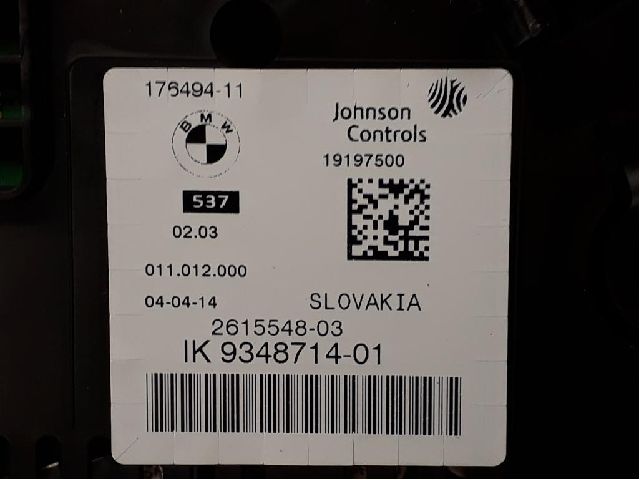 176494-11
BMW
Johnson
Controls
19197500
537
02.03
011.012.000
04-04-14
SLOVAKIA
2615548-03
IK 9348714-01